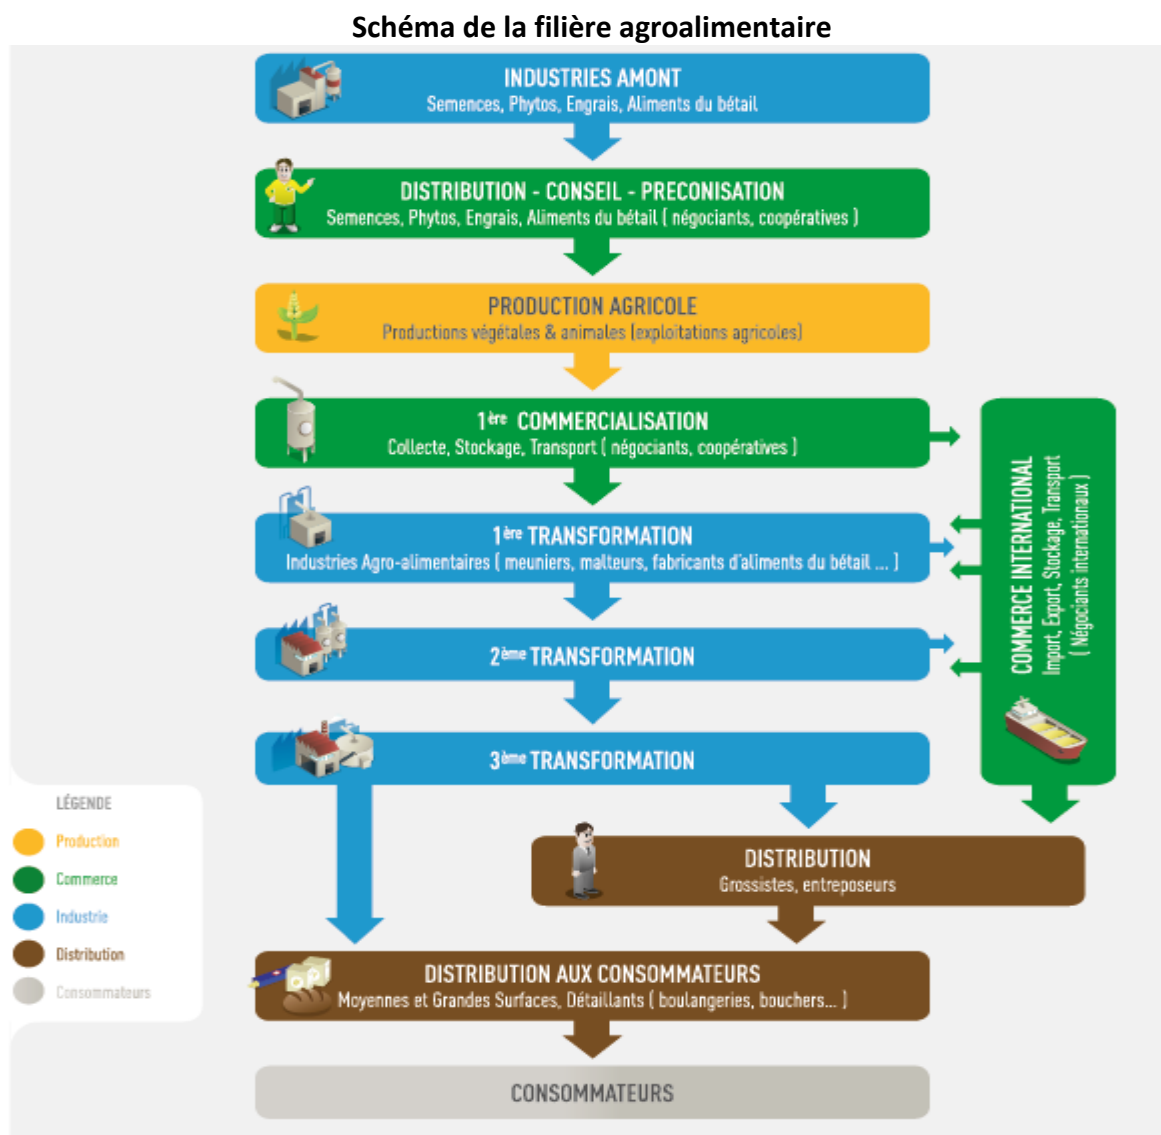 Schéma de la filière agroalimentaire
INDUSTRIES AMONT
Semences, Phytos, Engrais, Aliments du bétail
DISTRIBUTION - CONSEIL - PRECONISATION
Semences, Phytos, Engrais, Aliments du bétail ( négociants, coopératives )
PRODUCTION AGRICOLE
Productions végétales & animales (exploitations agricoles)
1ère COMMERCIALISATION
Collecte, Stockage, Transport ( négociants, coopératives )
1ère TRANSFORMATION
Industries Agro-alimentaires ( meuniers, malteurs, fabricants d'aliments du bétail .... )
2ème TRANSFORMATION
3ème TRANSFORMATION
COMMERCE INTERNATIONAL
Import, Export, Stockage, Transport
( Négociants internationaux )
DISTRIBUTION
Grossistes, entreposeurs
DISTRIBUTION AUX CONSOMMATEURS
Moyennes et Grandes Surfaces, Détaillants ( boulangeries, bouchers... )
CONSOMMATEURS
LÉGENDE
Production
Commerce
Industrie
Distribution
Consommateurs